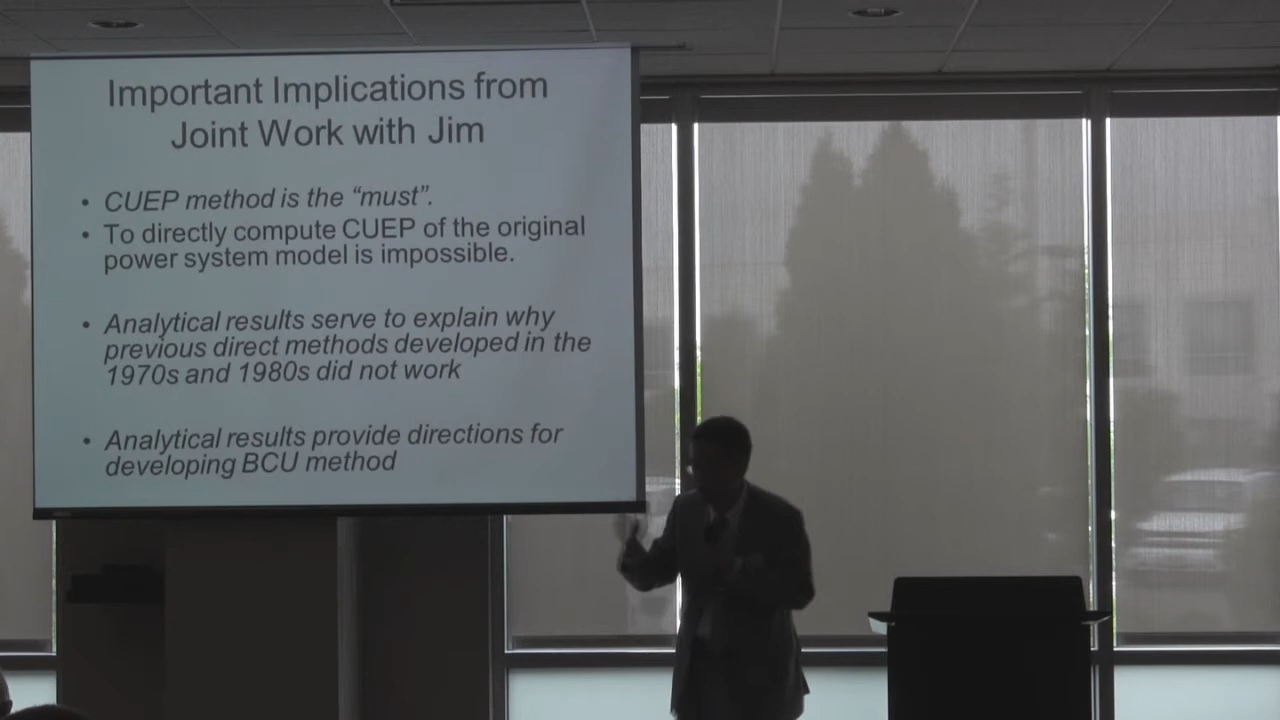 Important Implications from
Joint Work with Jim
• CUEP method is the “must”.
• To directly compute CUEP of the original
power system model is impossible.
• Analytical results serve to explain why
previous direct methods developed in the
1970s and 1980s did not work
• Analytical results provide directions for
developing BCU method